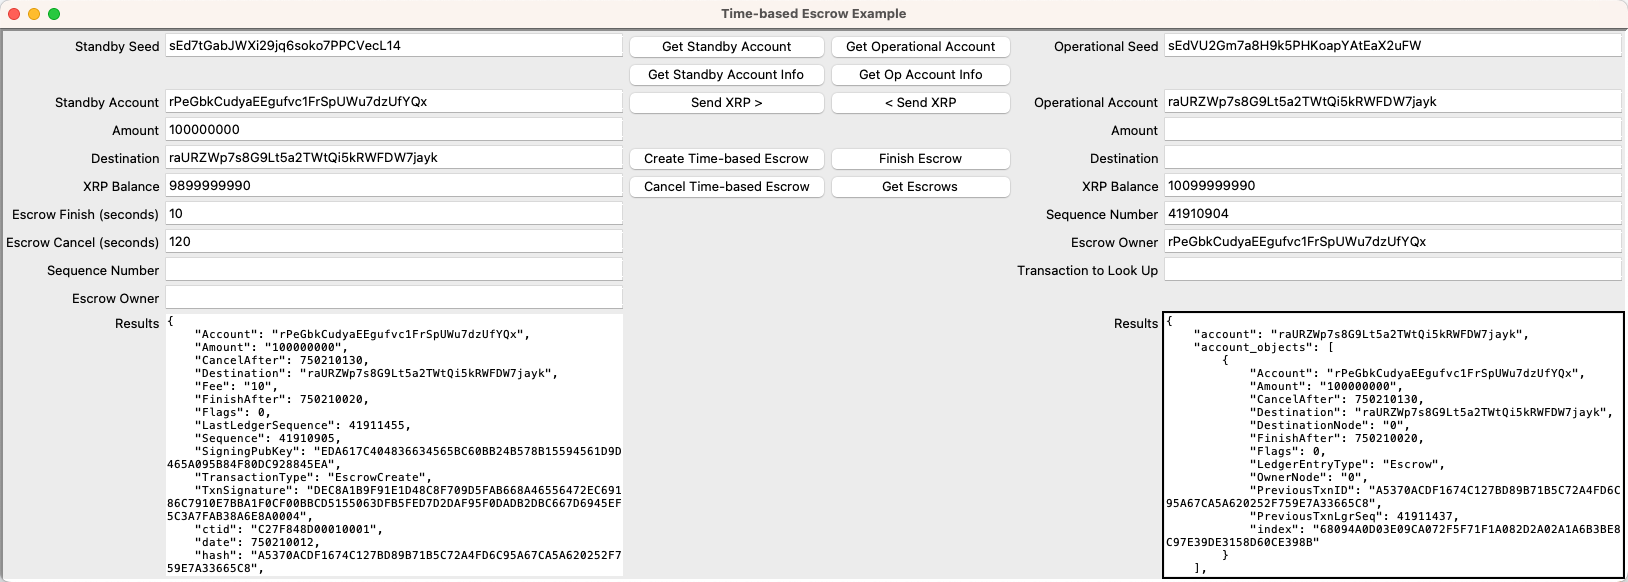 Time-based Escrow Example
Standby Seed sEd7tGabJWXi29jq6soko7PPCVecL14 Get Standby Account Get Operational Account Operational Seed sEdVU2Gm7a8H9k5PHKoapYAtEaX2uFW
Get Standby Account Info Get Op Account Info
Standby Account rPeGbkCudyaEEgufvc1FrSpUWu7dzUfYQx Send XRP > < Send XRP Operational Account raURZWp7s8G9Lt5a2TWtQi5kRWFDW7jayk
Amount 100000000 Amount
Destination raURZWp7s8G9Lt5a2TWtQi5kRWFDW7jayk Create Time-based Escrow Finish Escrow Destination
XRP Balance 9899999990 Cancel Time-based Escrow Get Escrows XRP Balance 10099999990
Escrow Finish (seconds) 10 Sequence Number 41910904
Escrow Cancel (seconds) 120 Escrow Owner rPeGbkCudyaEEgufvc1FrSpUWu7dzUfYQx
Sequence Number Transaction to Look Up
Escrow Owner
Results
{
"Account": "rPeGbkCudyaEEgufvc1FrSpUWu7dzUfYQx",
"Amount": "100000000",
"CancelAfter": 750210130,
"Destination": "raURZWp7s8G9Lt5a2TWtQi5kRWFDW7jayk",
"Fee": "10",
"FinishAfter": 750210020,
"Flags": 0,
"LastLedgerSequence": 41911455,
"Sequence": 41910905,
"SigningPubKey": "EDA617C404836634565BC60BB24B578B15594561D9D
465A095B84F80DC928845EA",
"TransactionType": "EscrowCreate",
"TxnSignature": "DEC8A1B9F91E1D48C8F709D5FAB668A46556472EC691
86C7910E7BBA1F0CF00BBCD5155063DFB5FED7D2DAF95F0DADB2DBC667D6945EF
5C3A7FAB38A6E8A0004",
"ctid": "C27F848D00010001",
"date": 750210012,
"hash": "A5370ACDF1674C127BD89B71B5C72A4FD6C95A67CA5A620252F7
59E7A33665C8",
Results
{
"account": "raURZWp7s8G9Lt5a2TWtQi5kRWFDW7jayk",
"account_objects": [
{
"Account": "rPeGbkCudyaEEgufvc1FrSpUWu7dzUfYQx",
"Amount": "100000000",
"CancelAfter": 750210130,
"Destination": "raURZWp7s8G9Lt5a2TWtQi5kRWFDW7jayk",
"DestinationNode": "0",
"FinishAfter": 750210020,
"Flags": 0,
"LedgerEntryType": "Escrow",
"OwnerNode": "0",
"PreviousTxnID": "A5370ACDF1674C127BD89B71B5C72A4FD6C
95A67CA5A620252F759E7A33665C8",
"PreviousTxnLgrSeq": 41911437,
"index": "68094A0D03E09CA072F5F71F1A082D2A02A1A6B3BE8
C97E39DE3158D60CE398B"
}
],